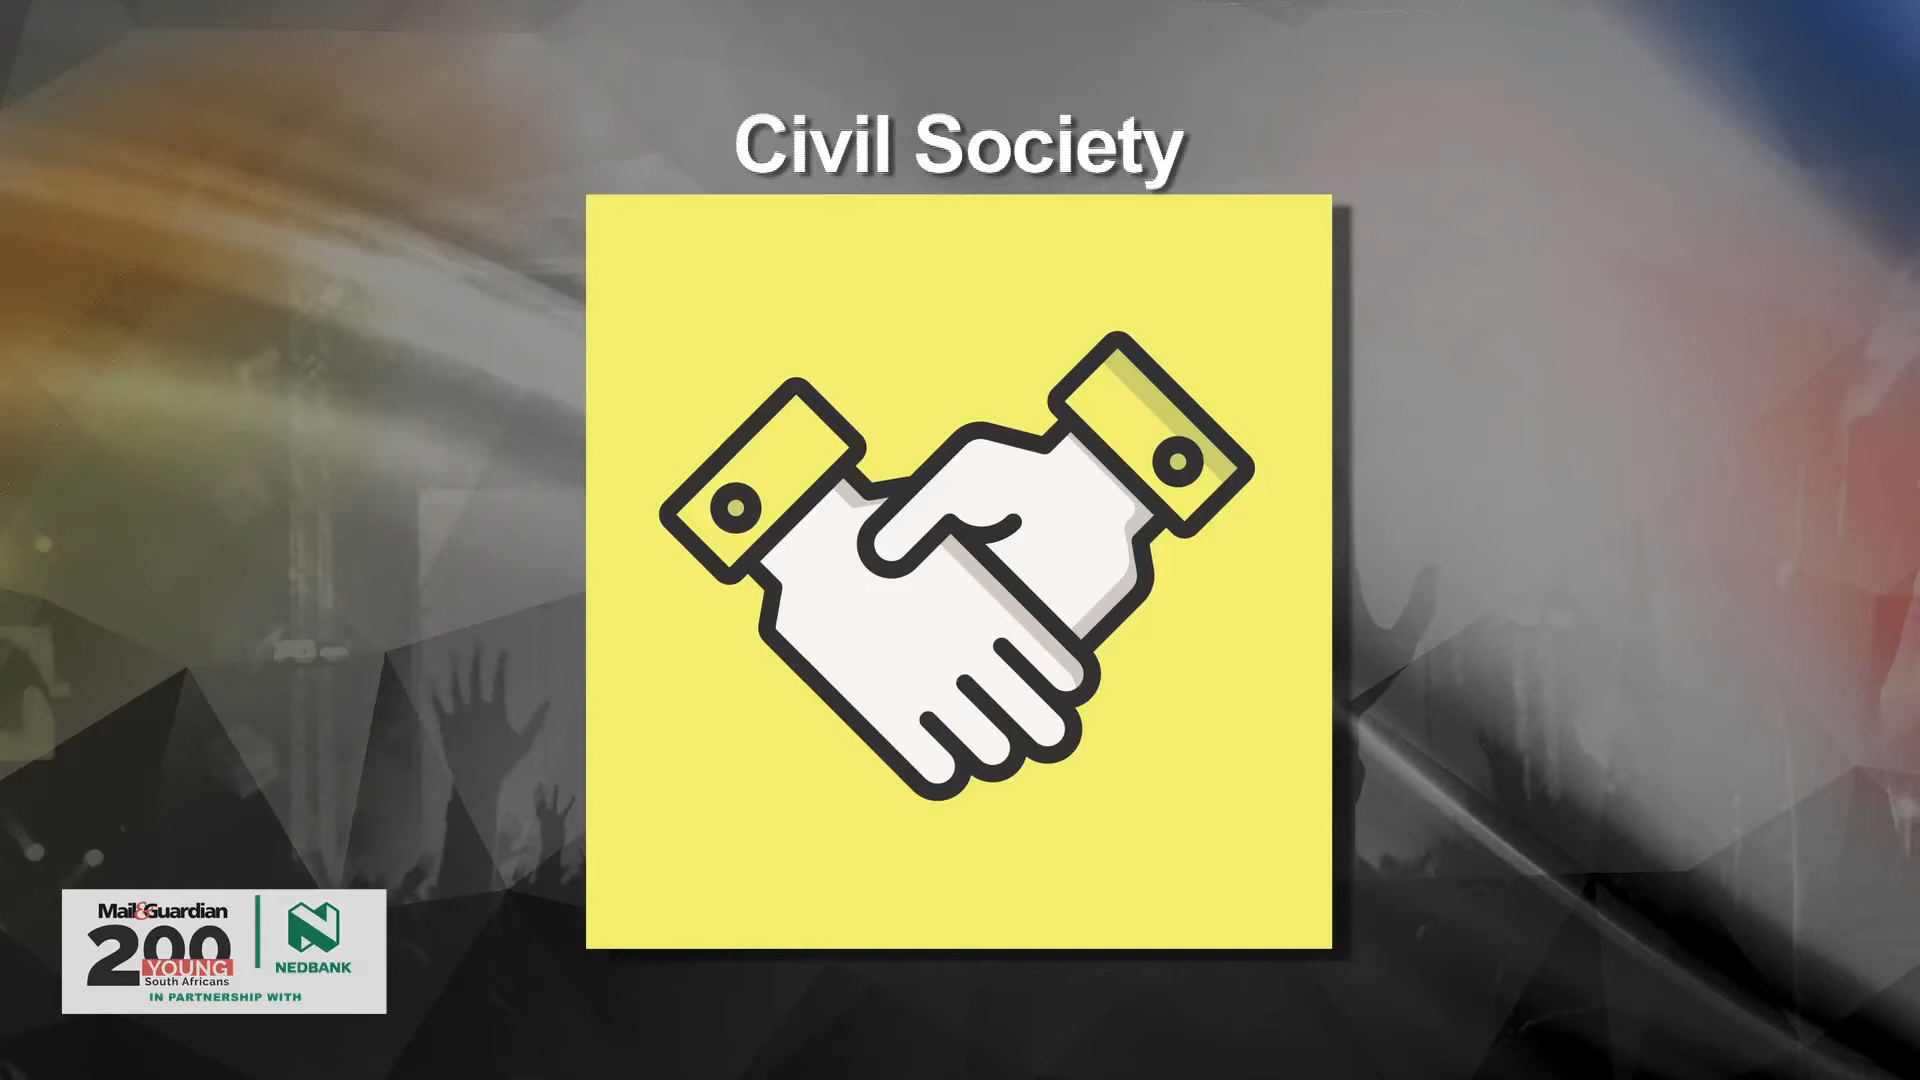 Civil Society
Mail&Guardian
200
YOUNG
South Africans
NEDBANK
IN PARTNERSHIP WITH